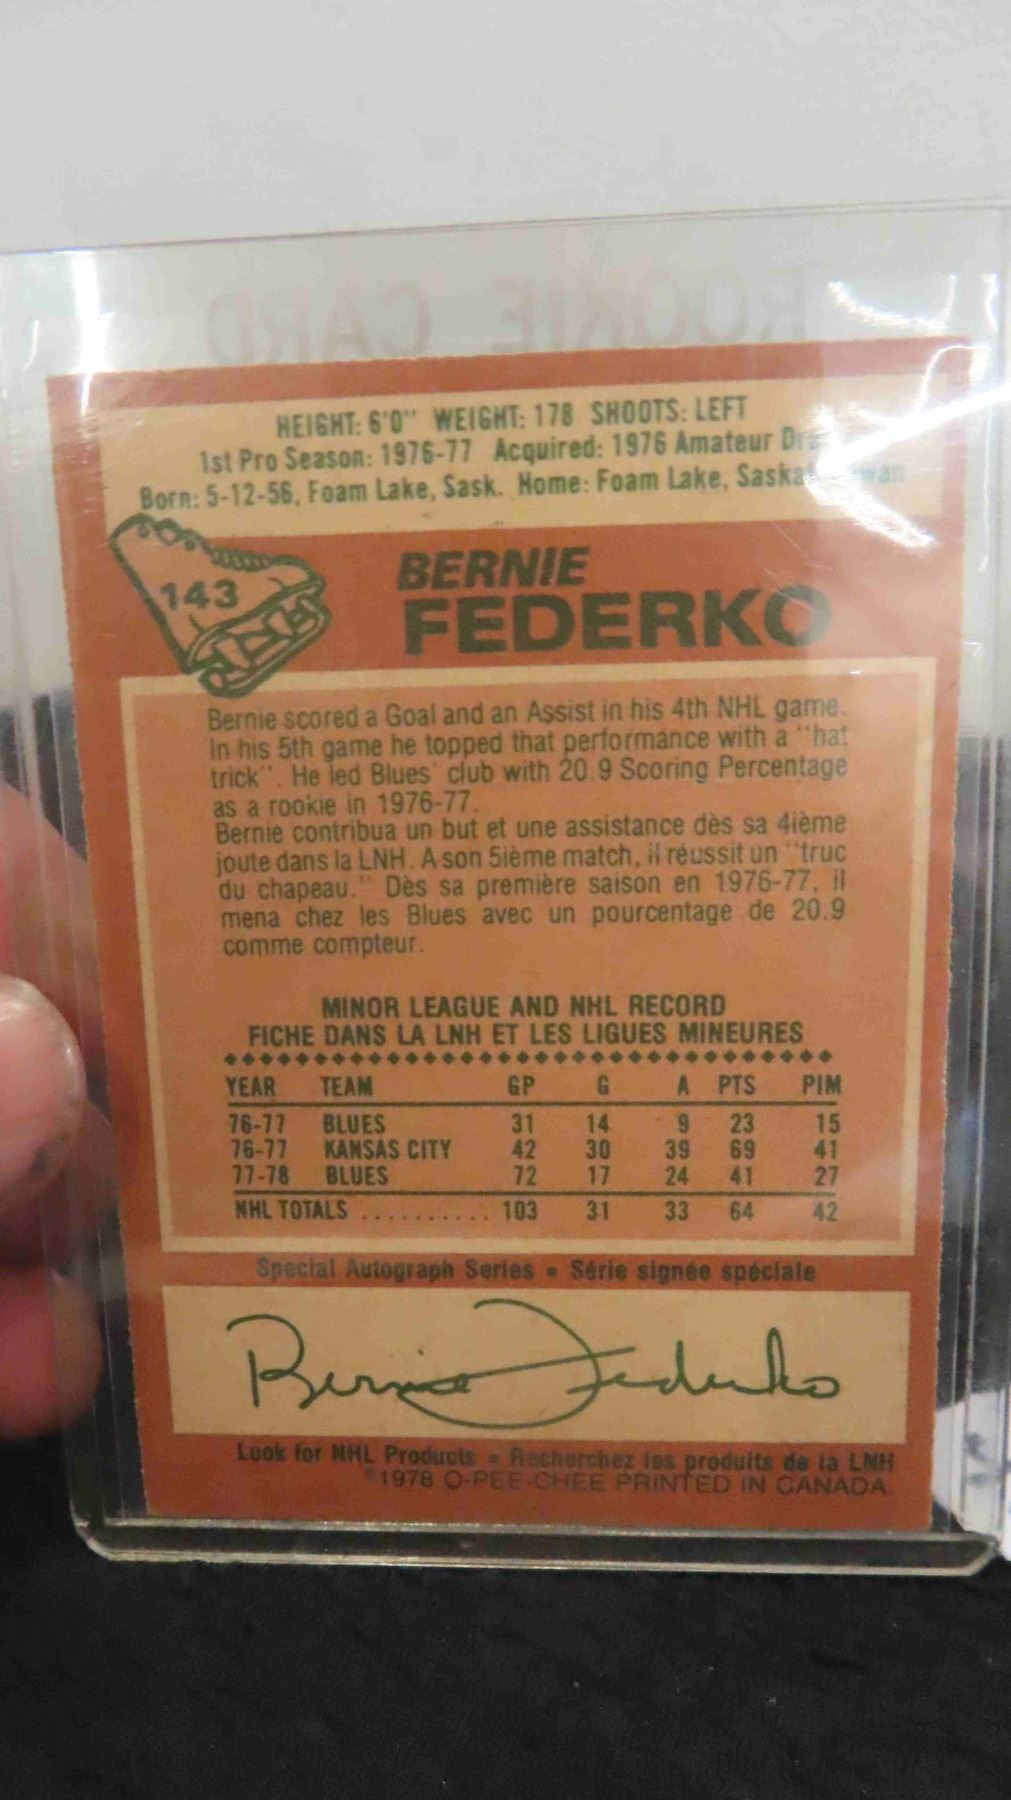 ROOKIE CARD
HEIGHT: 6'0" WEIGHT: 178 SHOOTS: LEFT
1st Pro Season: 1976-77 Acquired: 1976 Amateur
Born: 5-12-56, Foam Lake, Sask. Home: Foam Lake,
143
BERNIE
FEDERKO
Bernie scored a Goal and an Assist in his 4th NHL game.
In his 5th game he topped that performance with a "hat
trick". He led Blues' club with 20.9 Scoring Percentage
as a rookie in 1976-77.
Bernie contribua un but et une assistance dès sa 4ième
joute dans la LNH. A son 5ième match, il réussit un "truc
du chapeau." Dès sa première saison en 1976-77, il
mena chez les Blues avec un pourcentage de 20.9
comme compteur.
MINOR LEAGUE AND NHL RECORD
FICHE DANS LA LNH ET LES LIGUES MINEURES
YEAR TEAM GP G A PTS PIM
76-77 BLUES 31 14 9 23 15
76-77 KANSAS CITY 42 30 39 69 41
77-78 BLUES 72 17 24 41 27
NHL TOTALS .......... 103 31 33 64 42
Special Autograph Series • Série signée spéciale
Bernie Federko
Look for NHL Products • Recherchez les produits de la LNH
©1978 O-PEE-CHEE PRINTED IN CANADA